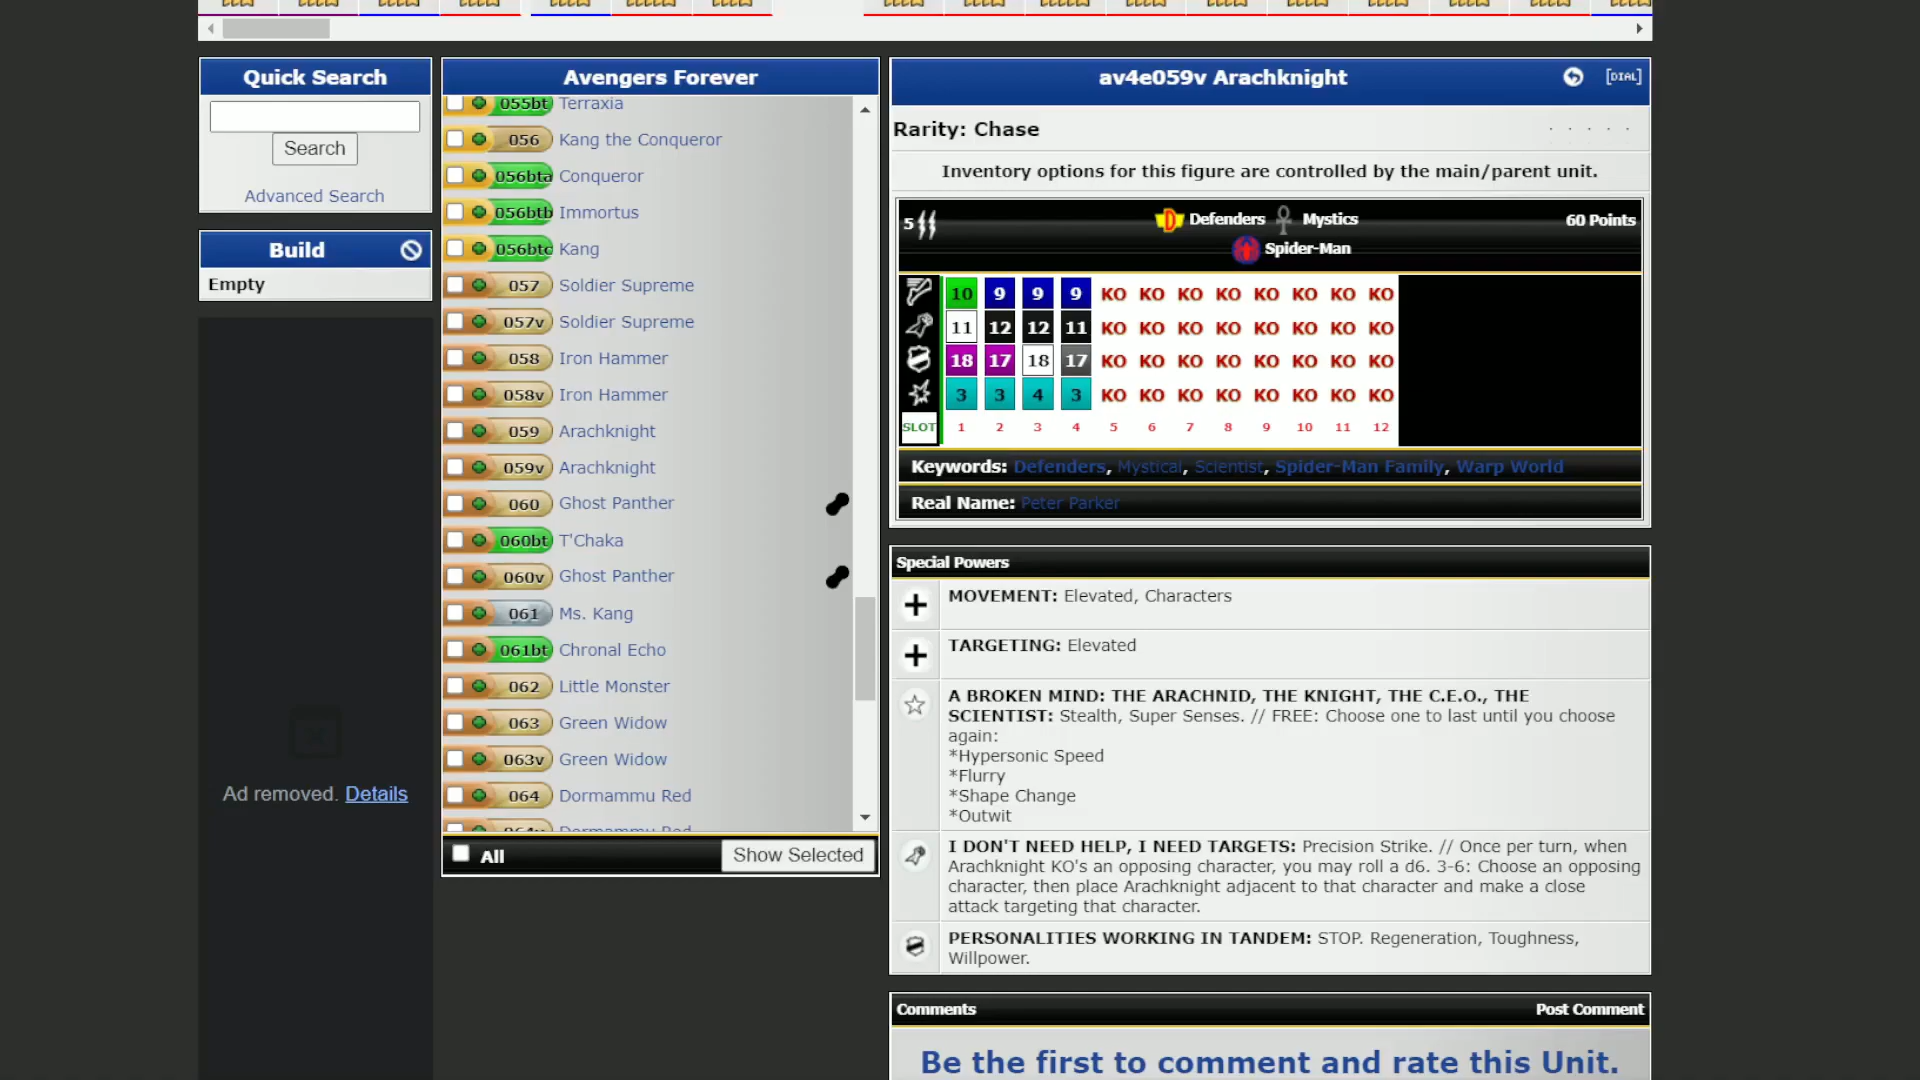 Quick Search
Search
Advanced Search
Build
Empty
Ad removed. Details
Avengers Forever
055bt Terraxia
056 Kang the Conqueror
056bta Conqueror
056btb Immortus
056btc Kang
057 Soldier Supreme
057v Soldier Supreme
058 Iron Hammer
058v Iron Hammer
059 Arachknight
059v Arachknight
060 Ghost Panther
060bt T'Chaka
060v Ghost Panther
061 Ms. Kang
061bt Chronal Echo
062 Little Monster
063 Green Widow
063v Green Widow
064 Dormammu Red
064v Dormammu Red
All Show Selected
av4e059v Arachknight [DIAL]
Rarity: Chase
Inventory options for this figure are controlled by the main/parent unit.
5 Defenders Mystics 60 Points
Spider-Man
10 9 9 9 KO KO KO KO KO KO KO KO
11 12 12 11 KO KO KO KO KO KO KO KO
18 17 18 17 KO KO KO KO KO KO KO KO
3 3 4 3 KO KO KO KO KO KO KO KO
SLOT 1 2 3 4 5 6 7 8 9 10 11 12
Keywords: Defenders, Mystical, Scientist, Spider-Man Family, Warp World
Real Name: Peter Parker
Special Powers
MOVEMENT: Elevated, Characters
TARGETING: Elevated
A BROKEN MIND: THE ARACHNID, THE KNIGHT, THE C.E.O., THE
SCIENTIST: Stealth, Super Senses. // FREE: Choose one to last until you choose
again:
*Hypersonic Speed
*Flurry
*Shape Change
*Outwit
I DON'T NEED HELP, I NEED TARGETS: Precision Strike. // Once per turn, when
Arachknight KO's an opposing character, you may roll a d6. 3-6: Choose an opposing
character, then place Arachknight adjacent to that character and make a close
attack targeting that character.
PERSONALITIES WORKING IN TANDEM: STOP. Regeneration, Toughness,
Willpower.
Comments Post Comment
Be the first to comment and rate this Unit.